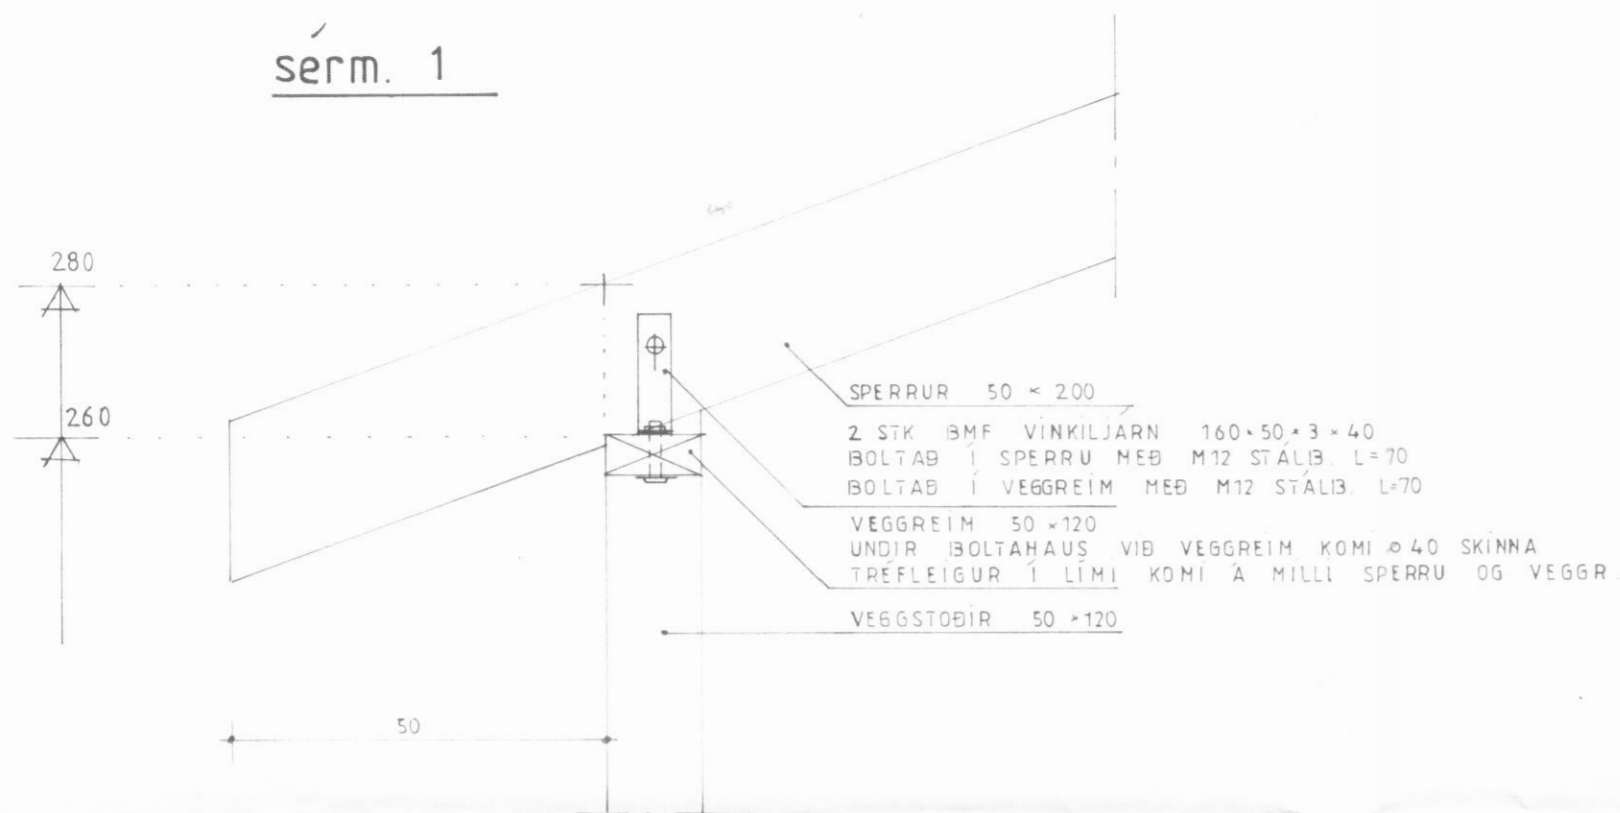 sérm. 1
280
260
SPERRUR 50 × 200
2 STK BMF VINKILJÁRN 160×50×3×40
BOLTAÐ Í SPERRU MEÐ M12 STÁLB. L=70
BOLTAÐ Í VEGGREIM MEÐ M12 STÁLB. L=70
VEGGREIM 50 ×120
UNDIR BOLTAHAUS VIÐ VEGGREIM KOMI ⌀ 40 SKINNA
TRÉFLEIGUR Í LÍMI KOMI Á MILLI SPERRU OG VEGGR.
VEGGSTOÐIR 50 ×120
50